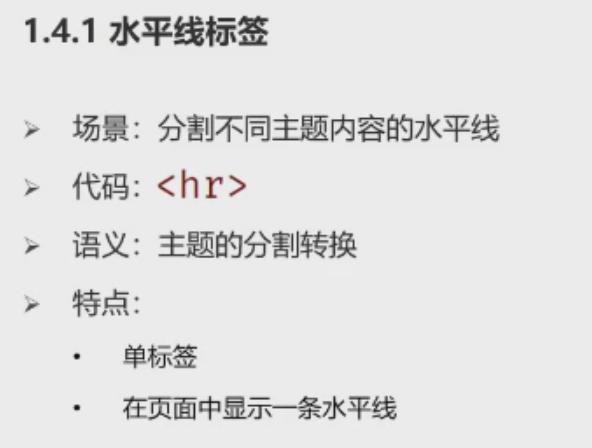 1.4.1 水平线标签
➢ 场景：分割不同主题内容的水平线
➢ 代码：<hr>
➢ 语义：主题的分割转换
➢ 特点：
• 单标签
• 在页面中显示一条水平线